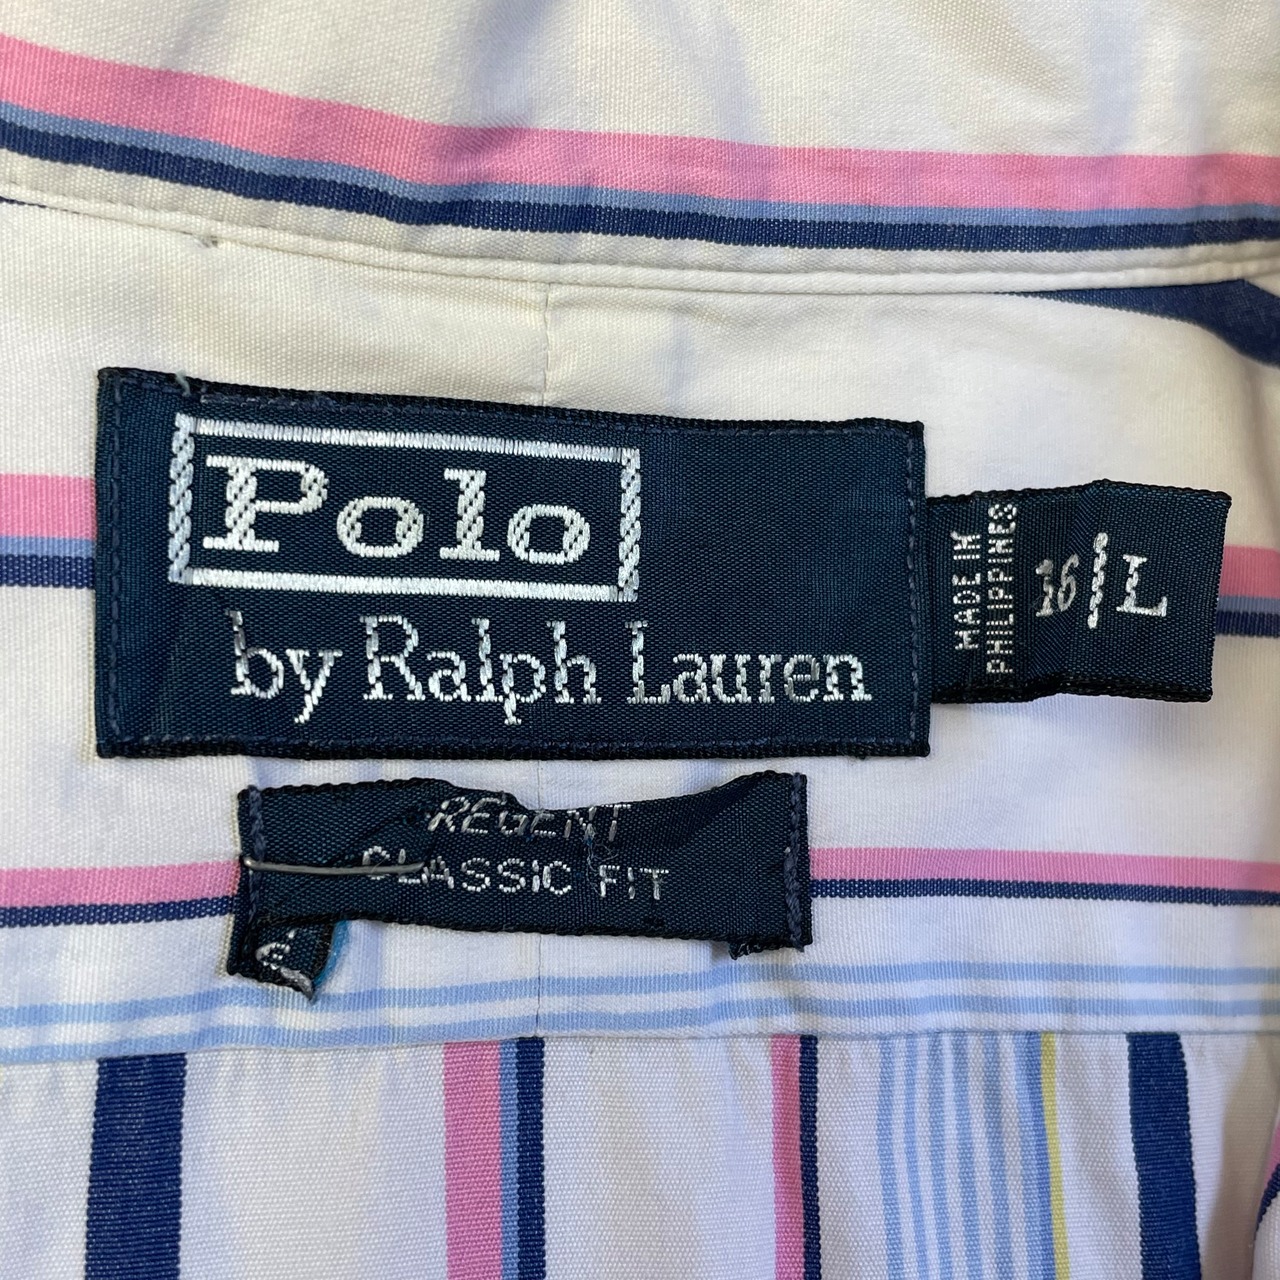 Polo
by Ralph Lauren
MADE IN
PHILIPPINES
16/L
REGENT
CLASSIC FIT